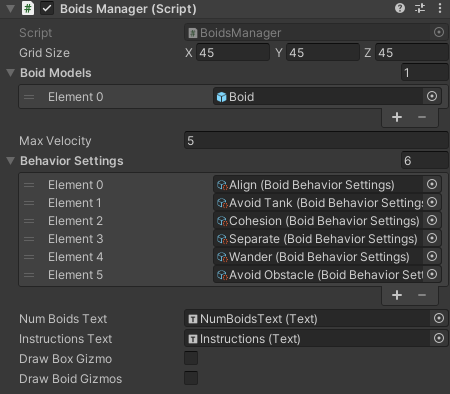 Boids Manager (Script)
Script BoidsManager
Grid Size X 45 Y 45 Z 45
Boid Models 1
Element 0 Boid
Max Velocity 5
Behavior Settings 6
Element 0 Align (Boid Behavior Settings)
Element 1 Avoid Tank (Boid Behavior Settings
Element 2 Cohesion (Boid Behavior Settings)
Element 3 Separate (Boid Behavior Settings)
Element 4 Wander (Boid Behavior Settings)
Element 5 Avoid Obstacle (Boid Behavior Set
Num Boids Text NumBoidsText (Text)
Instructions Text Instructions (Text)
Draw Box Gizmo
Draw Boid Gizmos